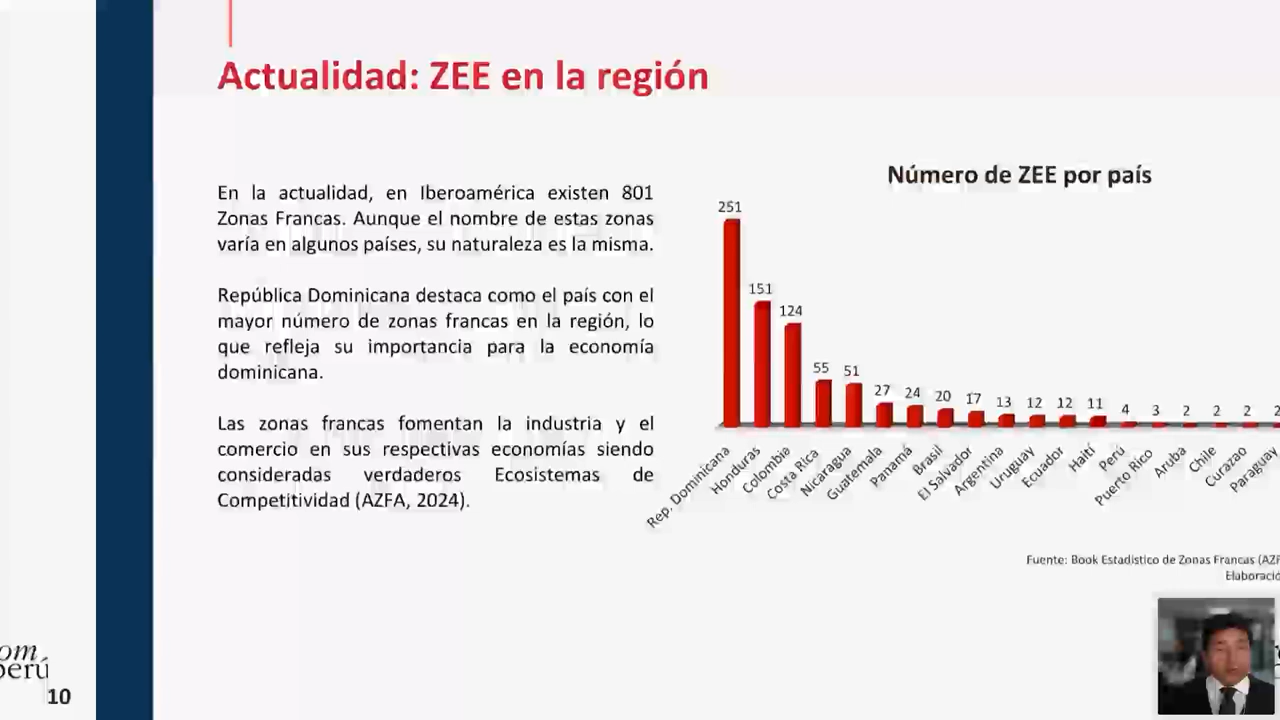 Actualidad: ZEE en la región
En la actualidad, en Iberoamérica existen 801
Zonas Francas. Aunque el nombre de estas zonas
varía en algunos países, su naturaleza es la misma.
República Dominicana destaca como el país con el
mayor número de zonas francas en la región, lo
que refleja su importancia para la economía
dominicana.
Las zonas francas fomentan la industria y el
comercio en sus respectivas economías siendo
consideradas verdaderos Ecosistemas de
Competitividad (AZFA, 2024).
Número de ZEE por país
251
151
124
55
51
27
24
20
17
13
12
12
11
4
3
2
2
2
2
Rep. Dominicana
Honduras
Colombia
Costa Rica
Nicaragua
Guatemala
Panamá
Brasil
El Salvador
Argentina
Uruguay
Ecuador
Haití
Perú
Puerto Rico
Aruba
Chile
Curazao
Paraguay
Fuente: Book Estadístico de Zonas Francas (AZF
Elaboració
om
perú
10